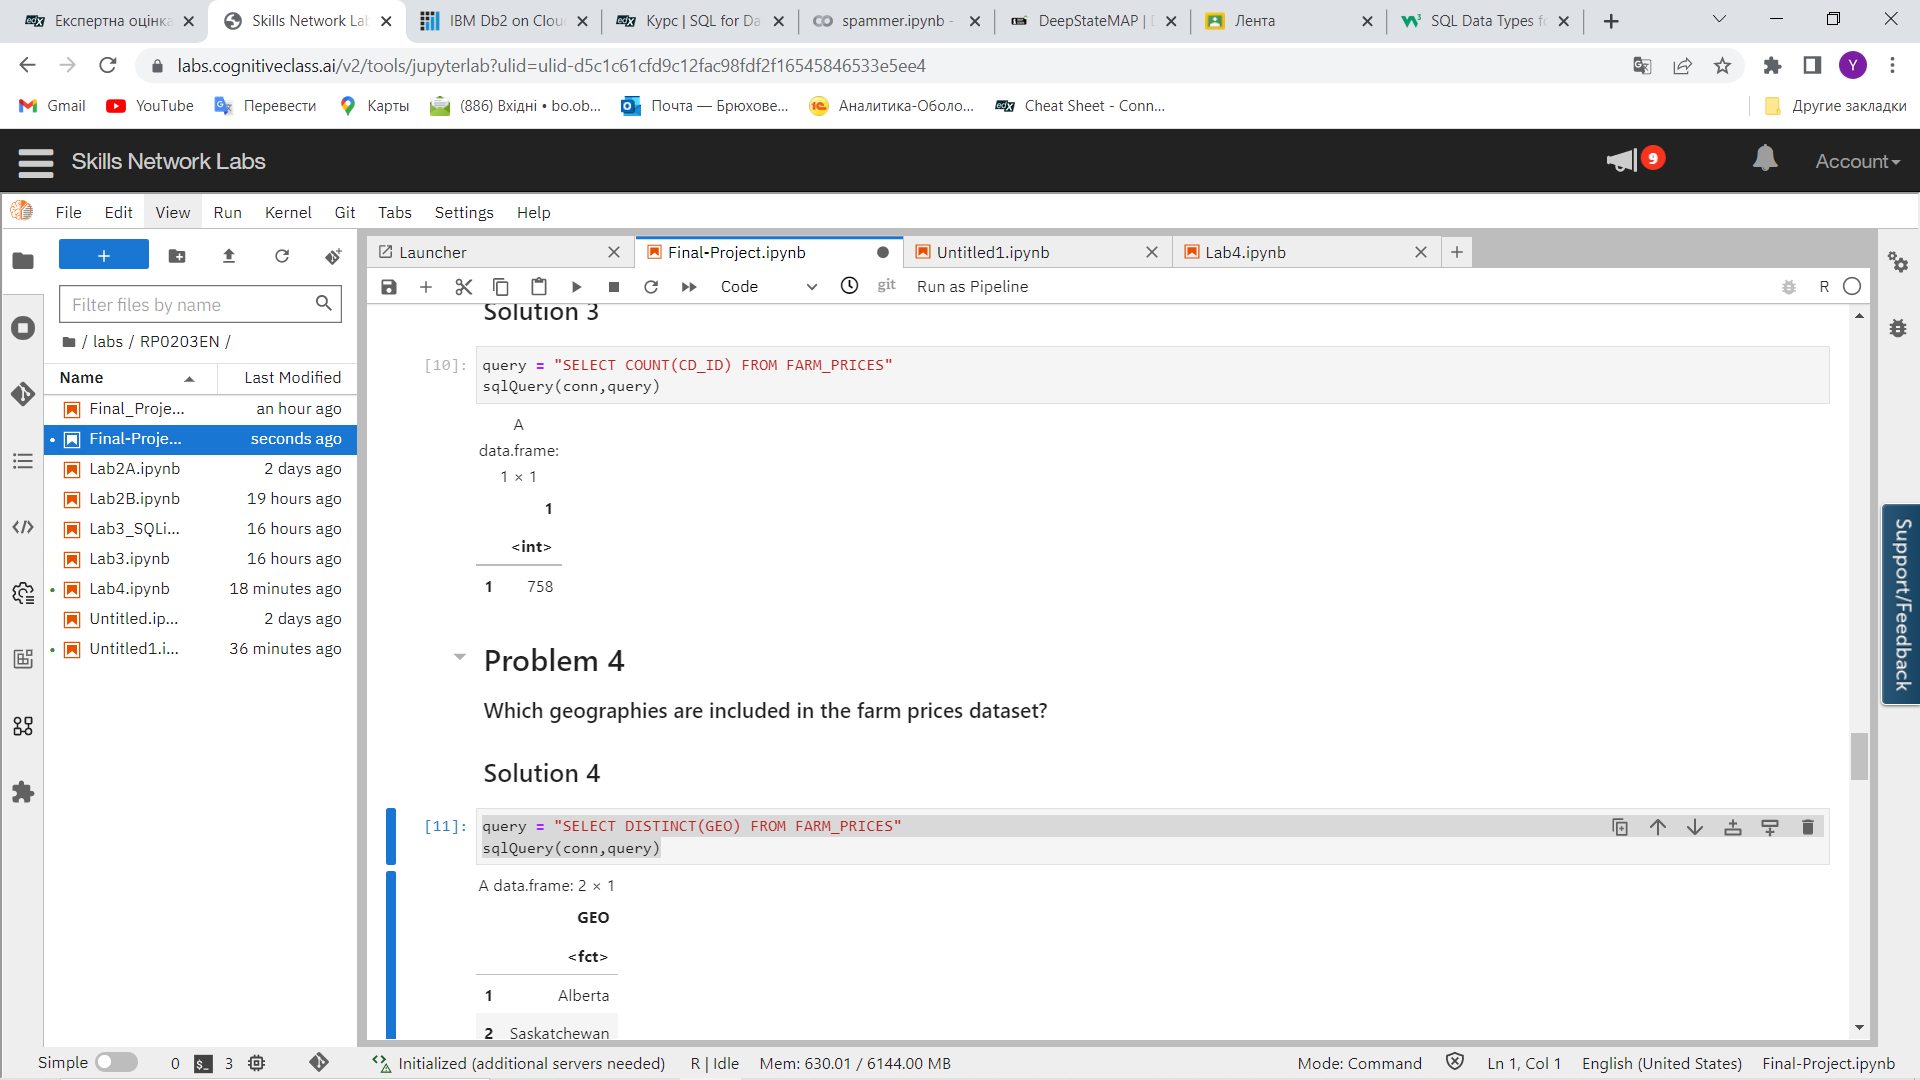 Експертна оцінка
Skills Network Lab
IBM Db2 on Cloud
Курс | SQL for Da
spammer.ipynb -
DeepStateMAP |
Лента
SQL Data Types fo
labs.cognitiveclass.ai/v2/tools/jupyterlab?ulid=ulid-d5c1c61cfd9c12fac98fdf2f16545846533e5ee4
Y
Gmail
YouTube
Перевести
Карты
(886) Вхідні • bo.ob...
Почта — Брюхове...
Аналитика-Оболо...
Cheat Sheet - Conn...
Другие закладки
Skills Network Labs
9
Account
File Edit View Run Kernel Git Tabs Settings Help
Launcher
Final-Project.ipynb
Untitled1.ipynb
Lab4.ipynb
Code
git
Run as Pipeline
R
Filter files by name
/ labs / RP0203EN /
Name Last Modified
Final_Proje... an hour ago
Final-Proje... seconds ago
Lab2A.ipynb 2 days ago
Lab2B.ipynb 19 hours ago
Lab3_SQLi... 16 hours ago
Lab3.ipynb 16 hours ago
Lab4.ipynb 18 minutes ago
Untitled.ip... 2 days ago
Untitled1.i... 36 minutes ago
Solution 3
[10]: query = "SELECT COUNT(CD_ID) FROM FARM_PRICES"
sqlQuery(conn,query)
A
data.frame:
1 × 1
1
<int>
1 758
Problem 4
Which geographies are included in the farm prices dataset?
Solution 4
[11]: query = "SELECT DISTINCT(GEO) FROM FARM_PRICES"
sqlQuery(conn,query)
A data.frame: 2 × 1
GEO
<fct>
1 Alberta
2 Saskatchewan
Support/Feedback
Simple 0 $_ 3 Initialized (additional servers needed) R | Idle Mem: 630.01 / 6144.00 MB Mode: Command Ln 1, Col 1 English (United States) Final-Project.ipynb